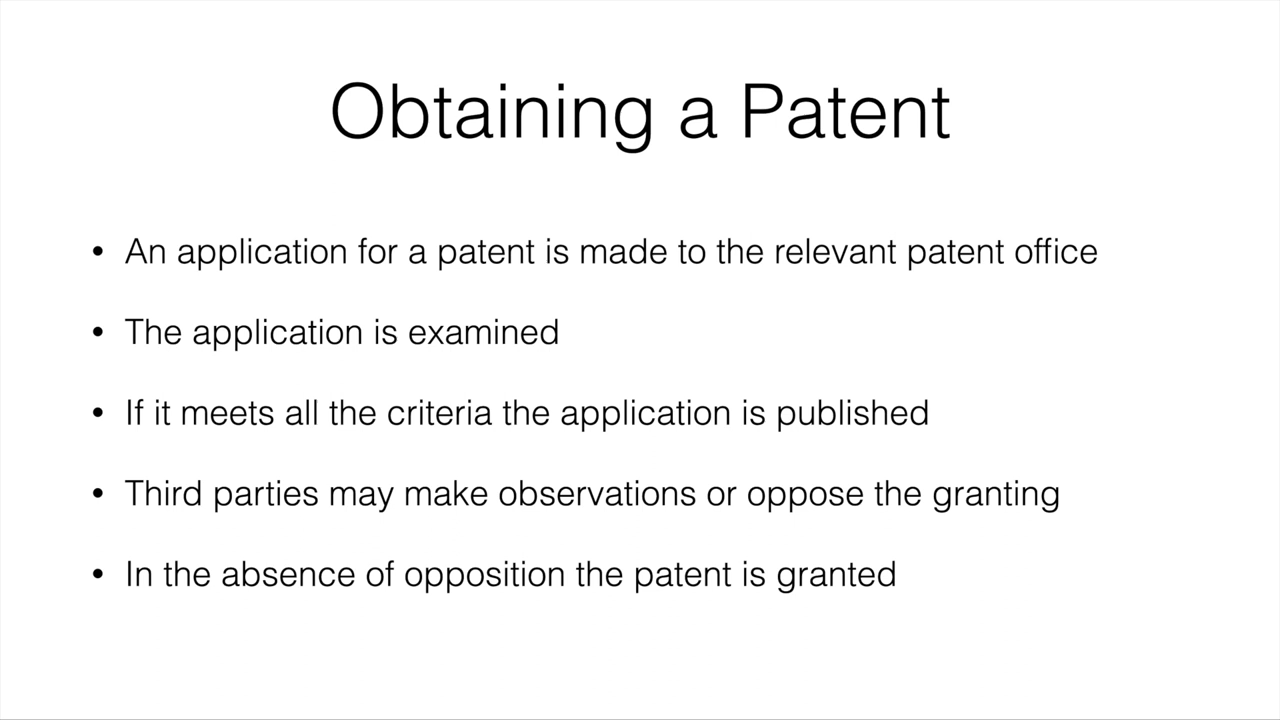 Obtaining a Patent
• An application for a patent is made to the relevant patent office
• The application is examined
• If it meets all the criteria the application is published
• Third parties may make observations or oppose the granting
• In the absence of opposition the patent is granted